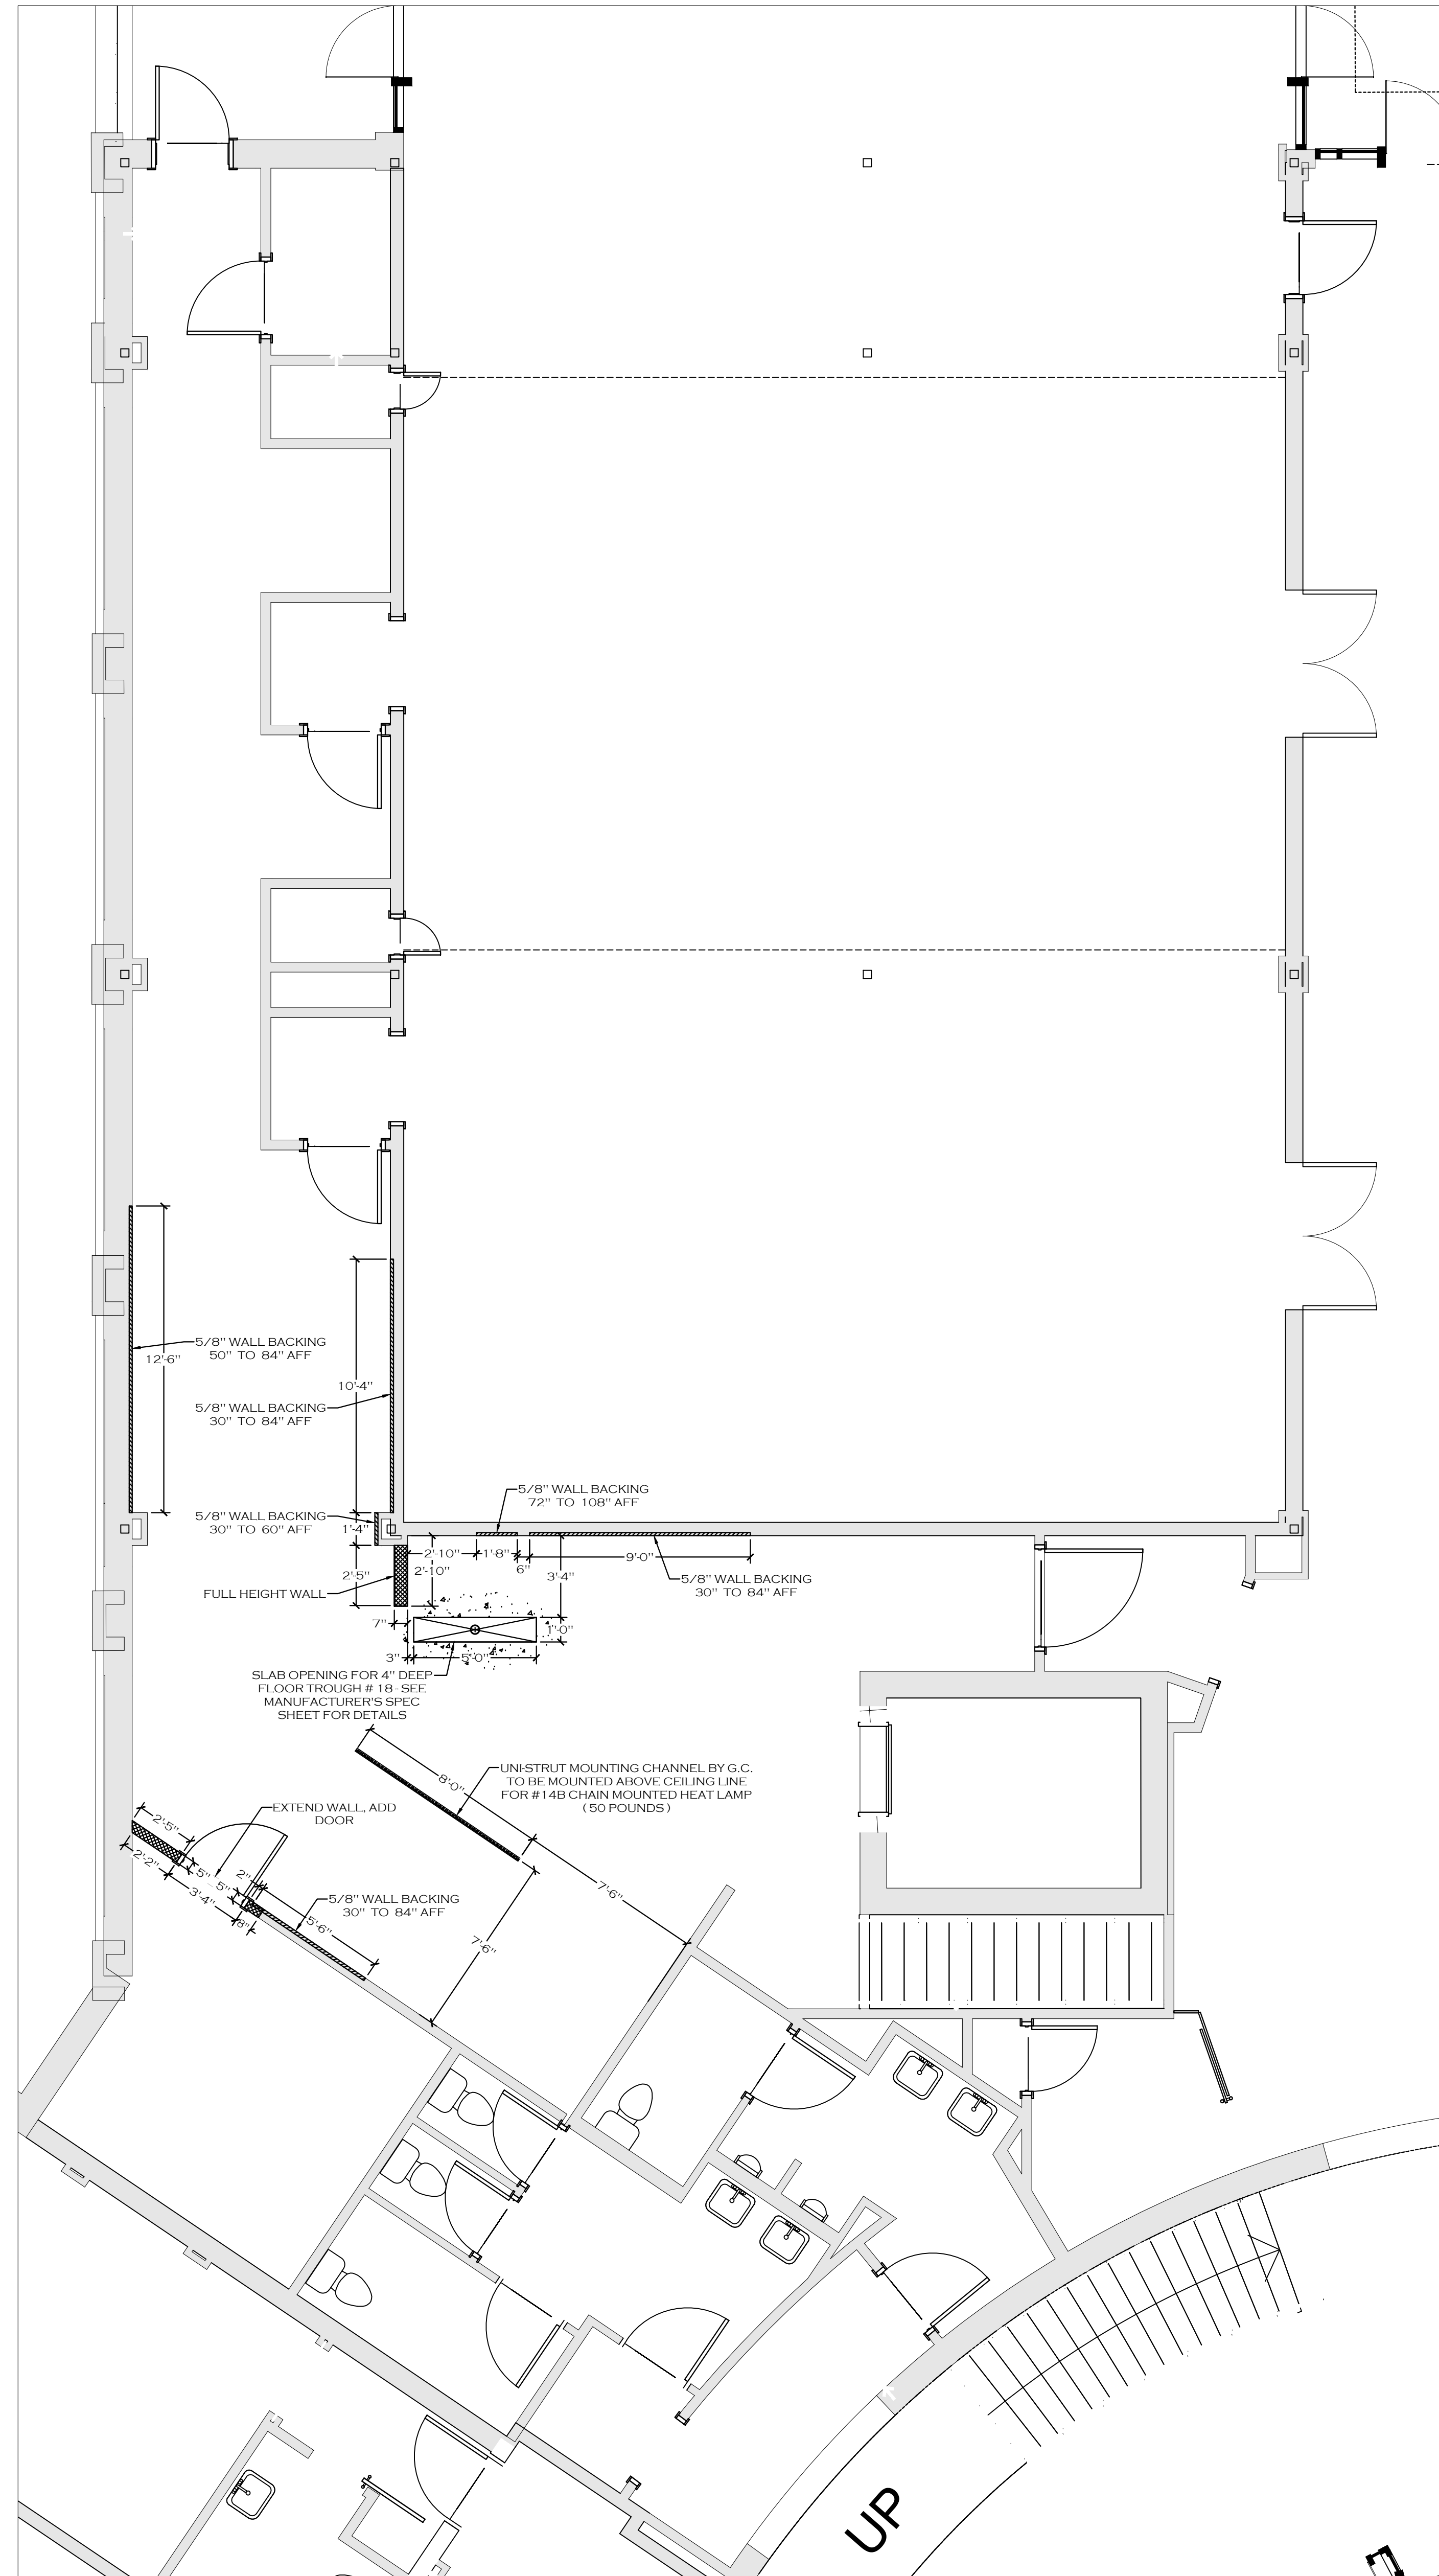 5/8" WALL BACKING
50" TO 84" AFF
12'-6"
10'-4"
5/8" WALL BACKING
30" TO 84" AFF
5/8" WALL BACKING
72" TO 108" AFF
5/8" WALL BACKING
30" TO 60" AFF
1'-4"
2'-10"
1'-8"
6"
9'-0"
2'-10"
3'-4"
2'-5"
5/8" WALL BACKING
30" TO 84" AFF
FULL HEIGHT WALL
7"
1'-0"
3"
5'-0"
SLAB OPENING FOR 4" DEEP
FLOOR TROUGH # 18 - SEE
MANUFACTURER'S SPEC
SHEET FOR DETAILS
8'-0"
UNI-STRUT MOUNTING CHANNEL BY G.C.
TO BE MOUNTED ABOVE CEILING LINE
FOR #14B CHAIN MOUNTED HEAT LAMP
( 50 POUNDS )
EXTEND WALL, ADD
DOOR
2'-5"
2'-2"
5"
5"
2"
3'-4"
8"
5/8" WALL BACKING
30" TO 84" AFF
5'-6"
7'-6"
7'-6"
UP